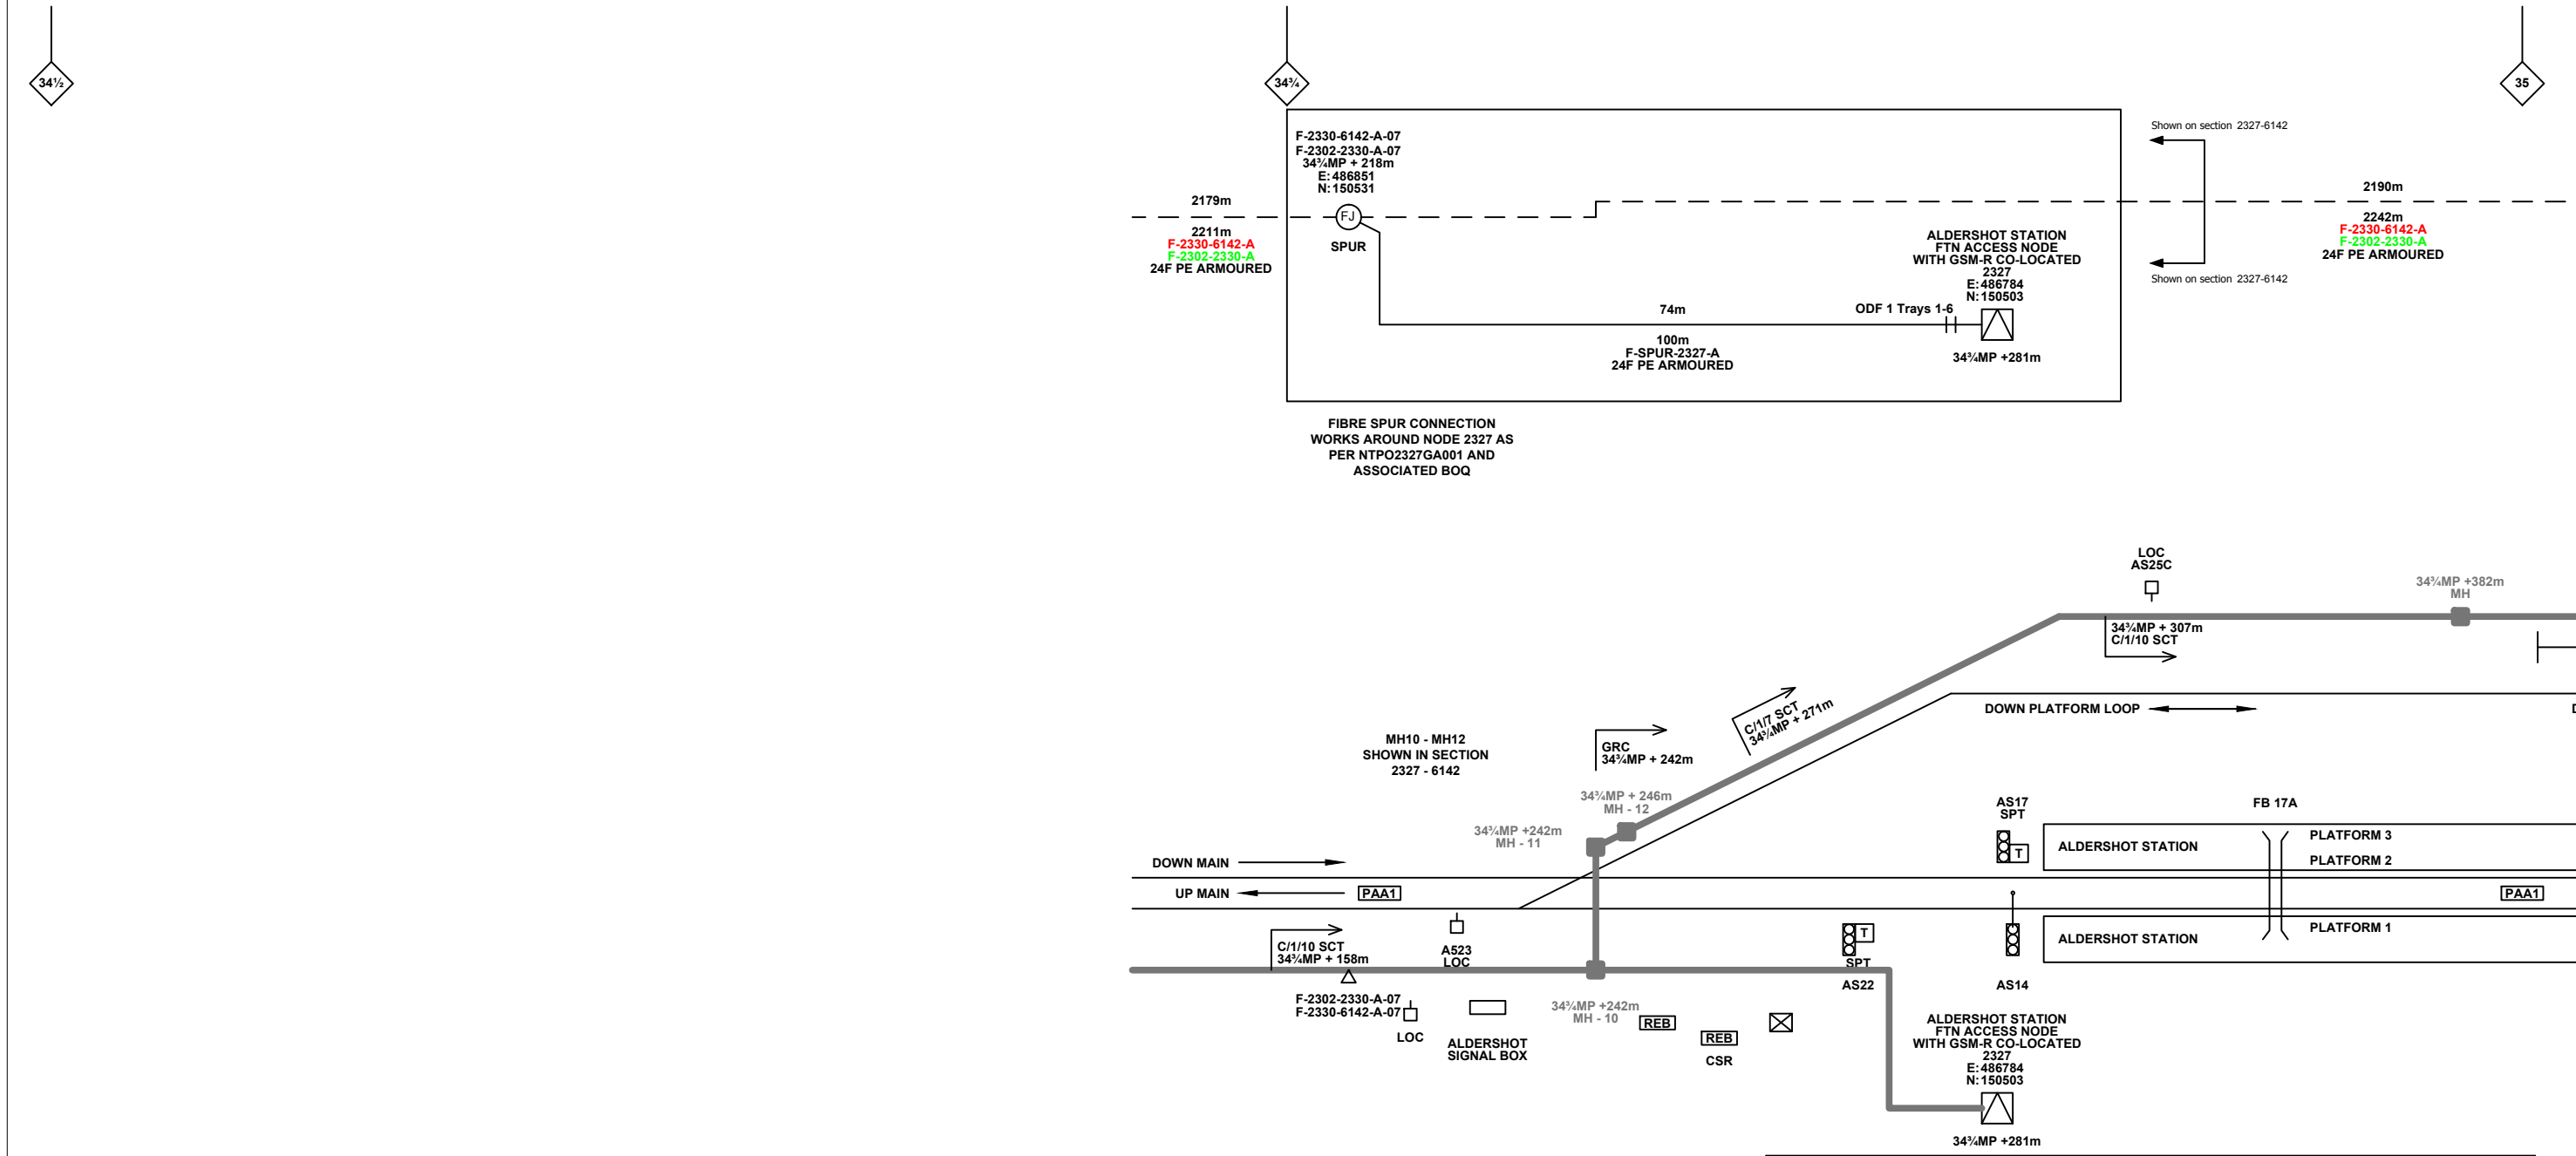 34½
34¾
35
F-2330-6142-A-07
F-2302-2330-A-07
34¾MP + 218m
E:486851
N:150531
FJ
SPUR
2179m
2211m
F-2330-6142-A
F-2302-2330-A
24F PE ARMOURED
74m
100m
F-SPUR-2327-A
24F PE ARMOURED
ODF 1 Trays 1-6
ALDERSHOT STATION
FTN ACCESS NODE
WITH GSM-R CO-LOCATED
2327
E:486784
N:150503
34¾MP +281m
Shown on section 2327-6142
Shown on section 2327-6142
2190m
2242m
F-2330-6142-A
F-2302-2330-A
24F PE ARMOURED
FIBRE SPUR CONNECTION
WORKS AROUND NODE 2327 AS
PER NTPO2327GA001 AND
ASSOCIATED BOQ
LOC
AS25C
34¾MP +382m
MH
34¾MP + 307m
C/1/10 SCT
C/1/7 SCT
34¾MP + 271m
DOWN PLATFORM LOOP
D
MH10 - MH12
SHOWN IN SECTION
2327 - 6142
GRC
34¾MP + 242m
34¾MP + 246m
MH - 12
34¾MP +242m
MH - 11
AS17
SPT
T
FB 17A
ALDERSHOT STATION
PLATFORM 3
PLATFORM 2
DOWN MAIN
UP MAIN
PAA1
PAA1
C/1/10 SCT
34¾MP + 158m
A523
LOC
T
SPT
AS22
AS14
ALDERSHOT STATION
PLATFORM 1
F-2302-2330-A-07
F-2330-6142-A-07
LOC
ALDERSHOT
SIGNAL BOX
34¾MP +242m
MH - 10
REB
REB
CSR
ALDERSHOT STATION
FTN ACCESS NODE
WITH GSM-R CO-LOCATED
2327
E:486784
N:150503
34¾MP +281m